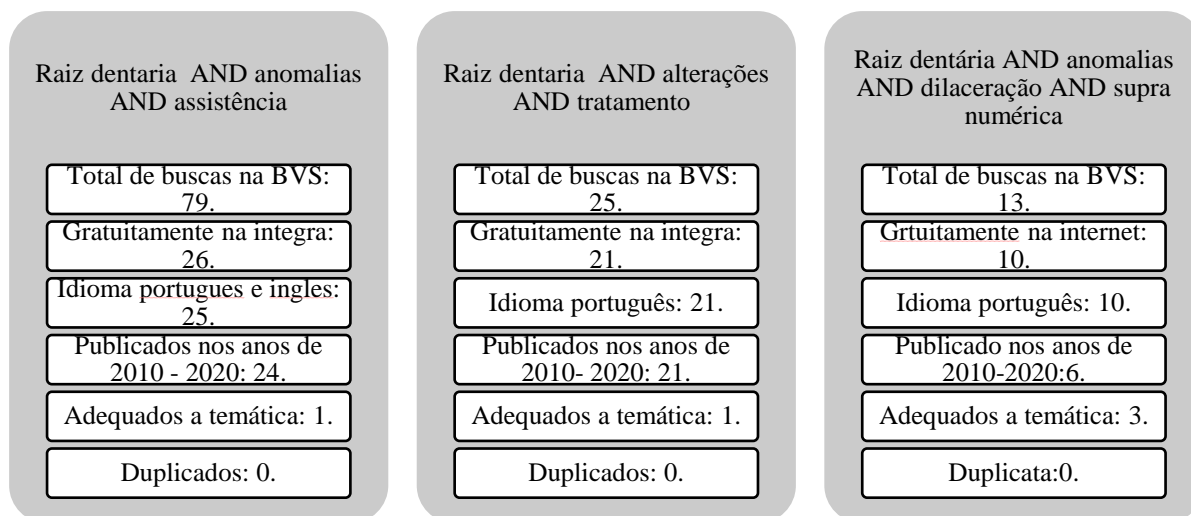 Raiz dentaria AND anomalias
AND assistência
Total de buscas na BVS:
79.
Gratuitamente na integra:
26.
Idioma portugues e ingles:
25.
Publicados nos anos de
2010 - 2020: 24.
Adequados a temática: 1.
Duplicados: 0.
Raiz dentaria AND alterações
AND tratamento
Total de buscas na BVS:
25.
Gratuitamente na integra:
21.
Idioma português: 21.
Publicados nos anos de
2010- 2020: 21.
Adequados a temática: 1.
Duplicados: 0.
Raiz dentária AND anomalias
AND dilaceração AND supra
numérica
Total de buscas na BVS:
13.
Grtuitamente na internet:
10.
Idioma português: 10.
Publicado nos anos de
2010-2020:6.
Adequados a temática: 3.
Duplicata:0.